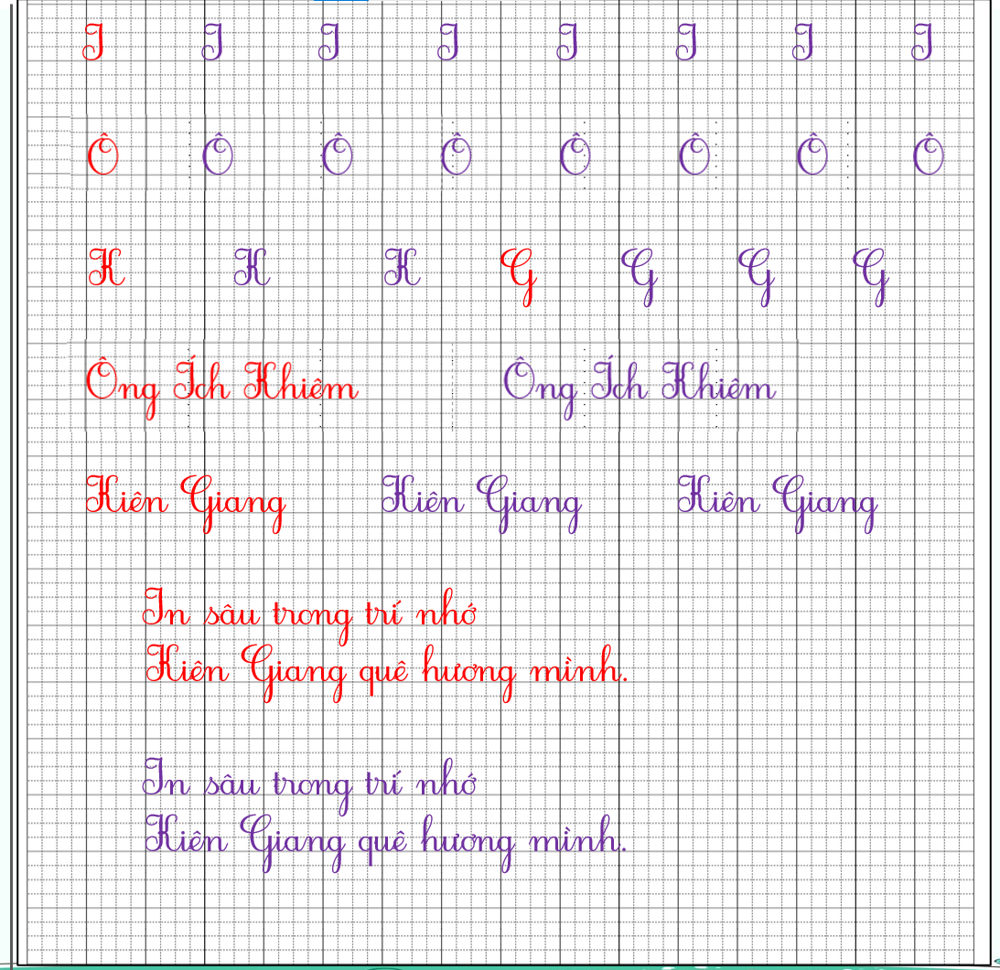 I I I I I I I I
Ô Ô Ô Ô Ô Ô Ô Ô
K K K G G G G
Ông Ích Khiêm Ông Ích Khiêm
Kiên Giang Kiên Giang Kiên Giang
In sâu trong trí nhớ
Kiên Giang quê hương mình.
In sâu trong trí nhớ
Kiên Giang quê hương mình.